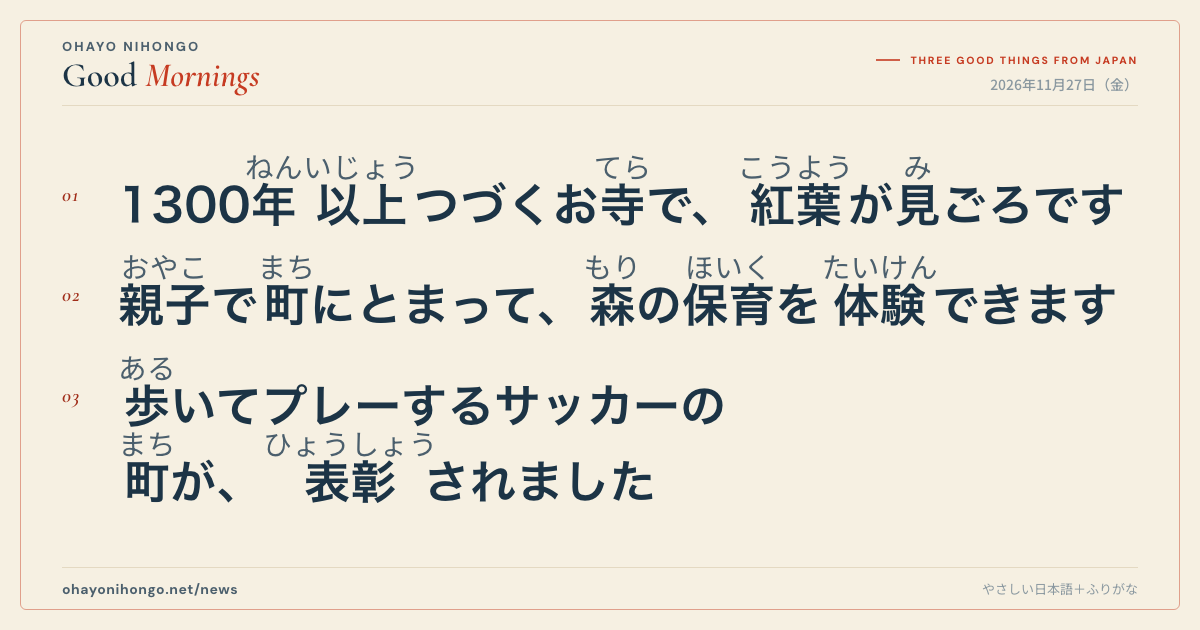 OHAYO NIHONGO
Good Mornings
THREE GOOD THINGS FROM JAPAN
2026年11月27日（金）
ねんいじょう てら こうよう み
01 1300年以上つづくお寺で、紅葉が見ごろです
おやこ まち もり ほいく たいけん
02 親子で町にとまって、森の保育を体験できます
ある
03 歩いてプレーするサッカーの
まち ひょうしょう
町が、表彰されました
ohayonihongo.net/news
やさしい日本語＋ふりがな